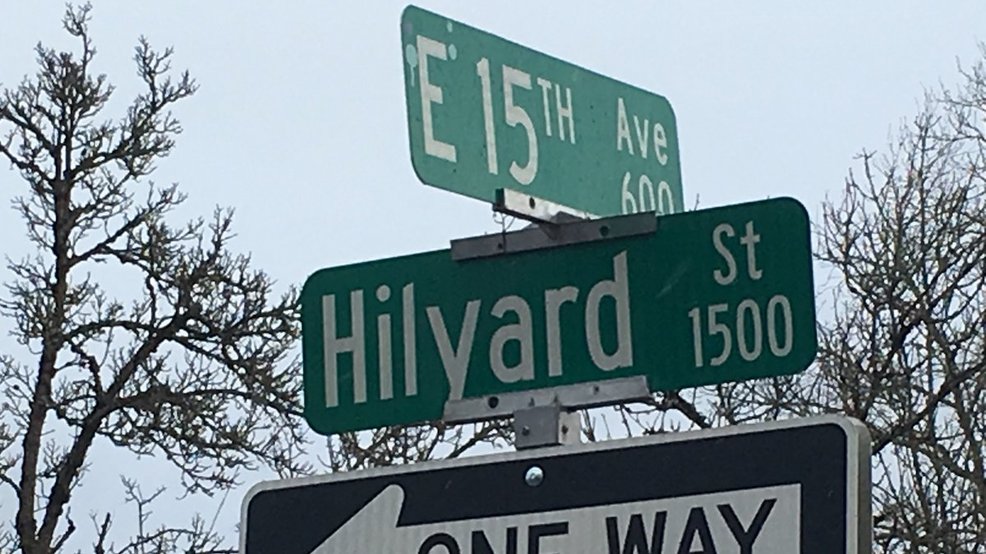 E 15TH Ave
600
Hilyard St
1500
ONE WAY